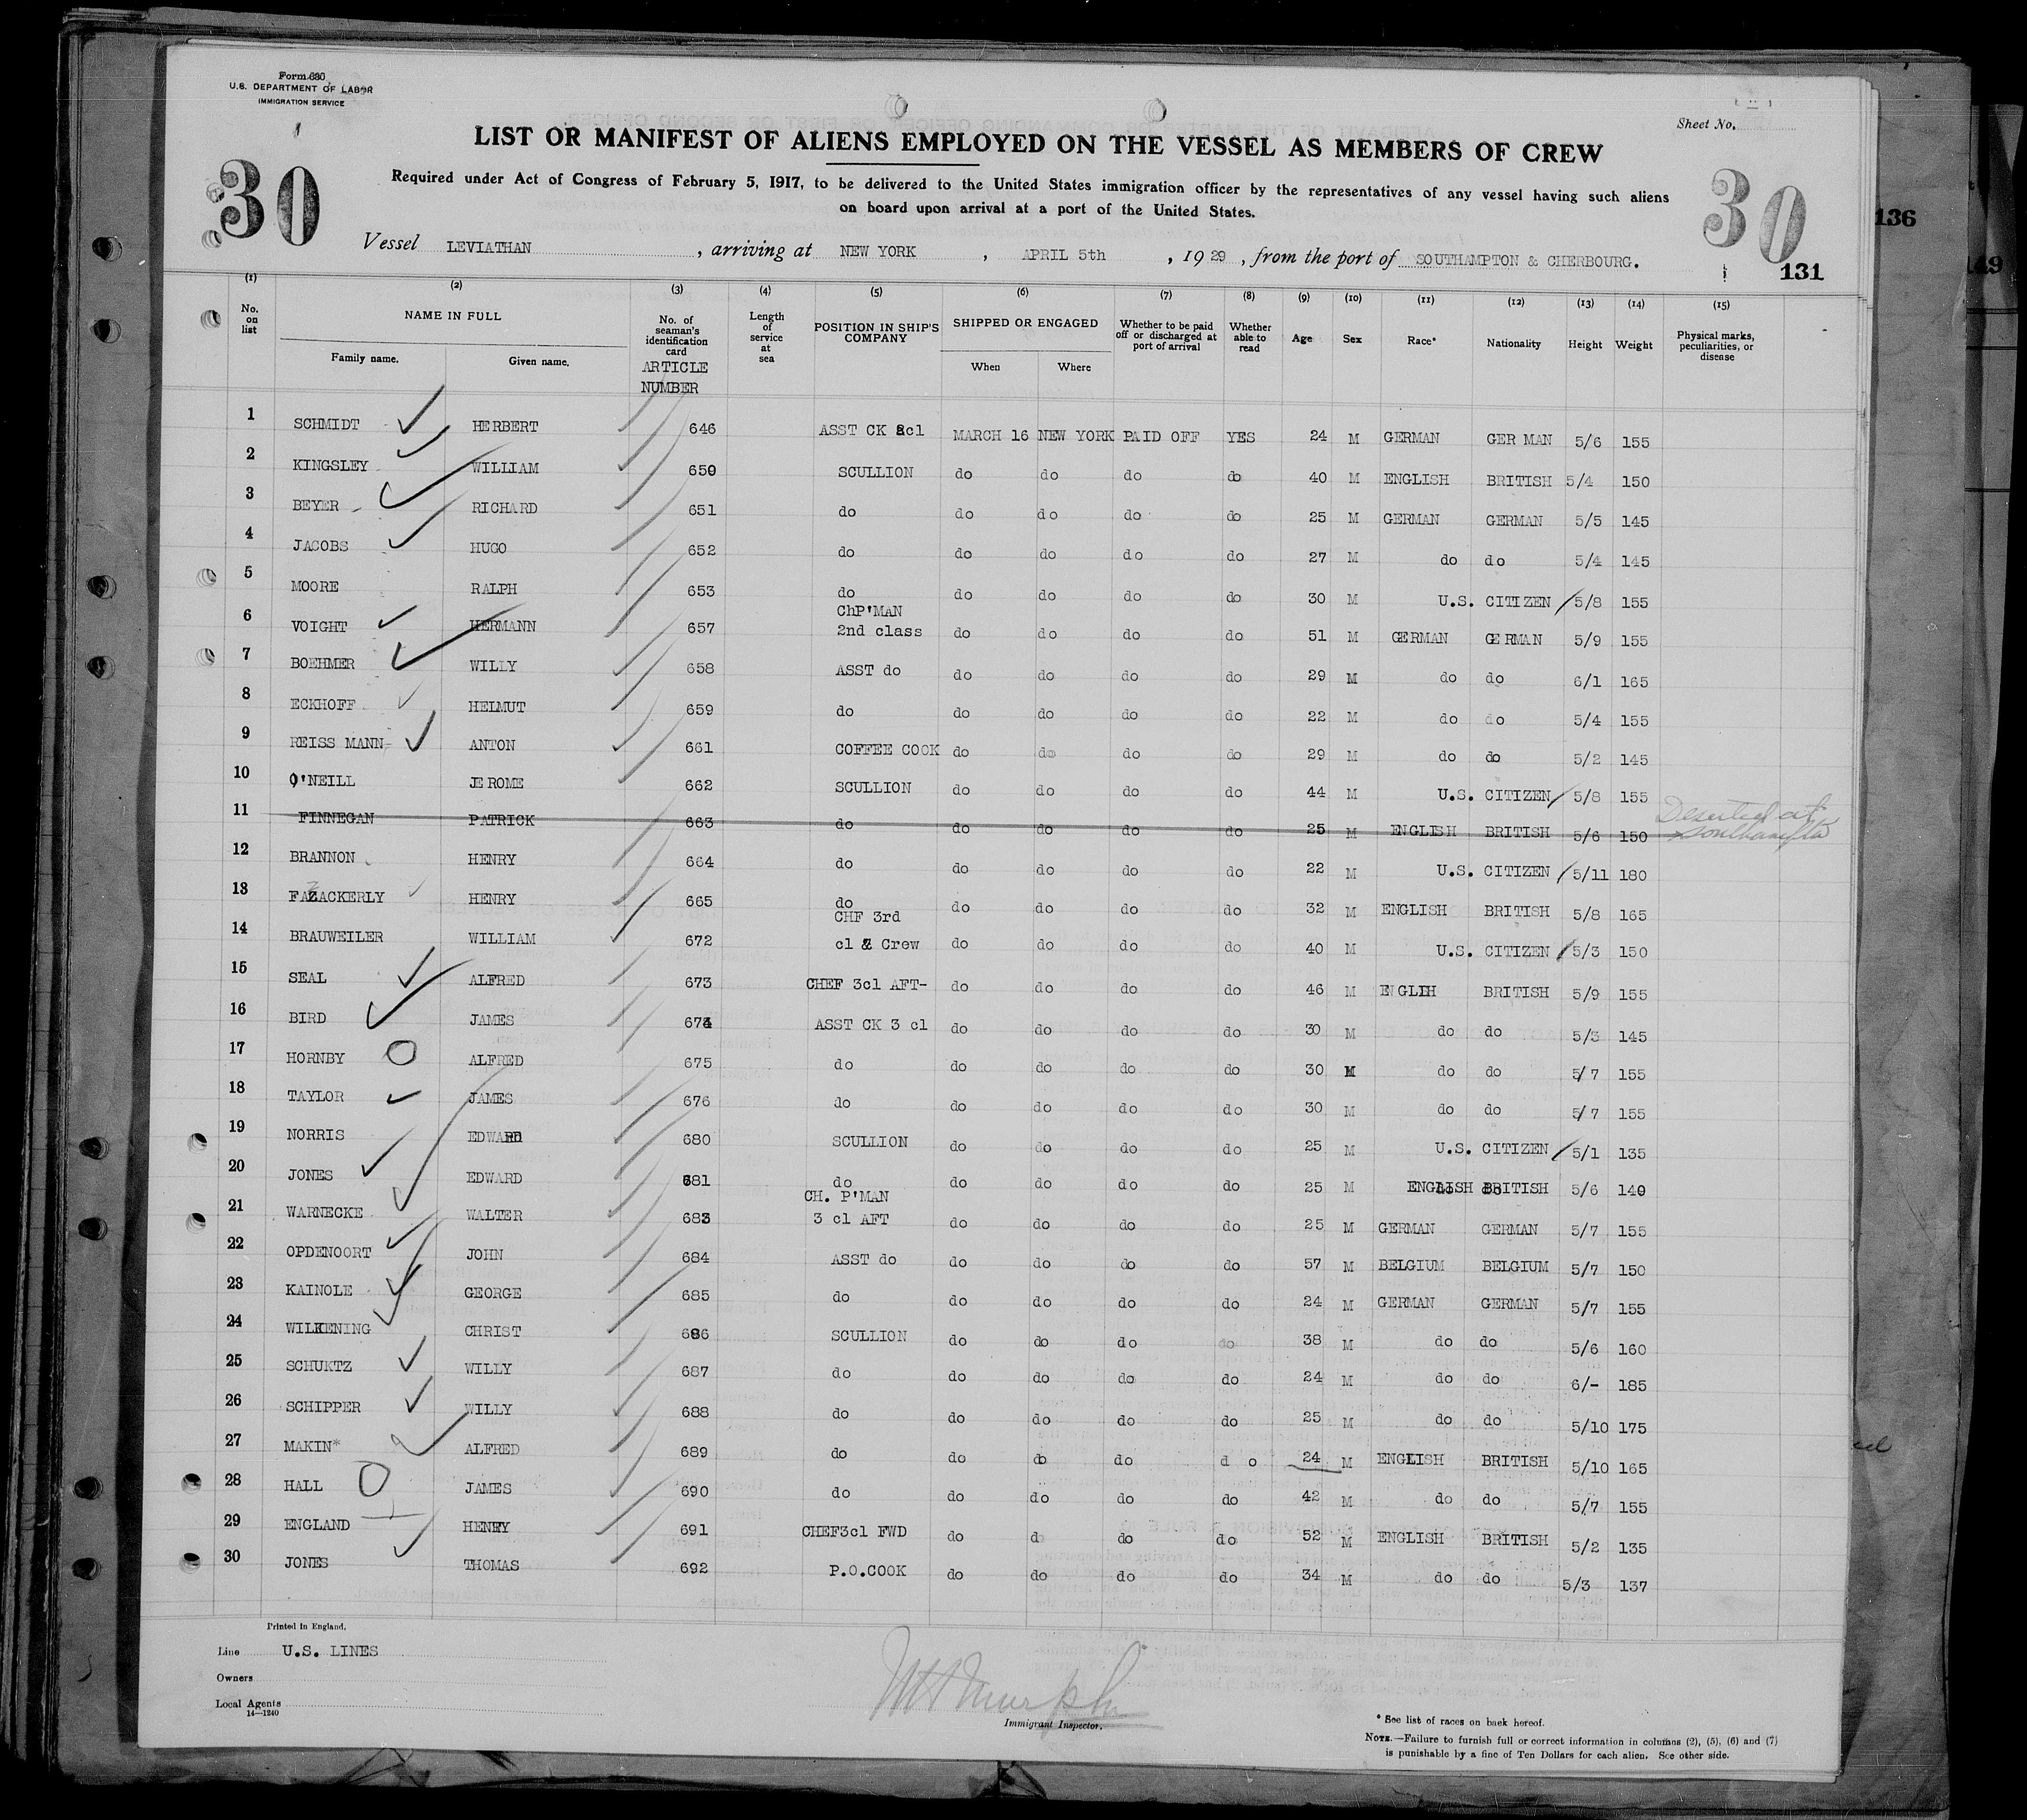 Form 680
U.S. DEPARTMENT OF LABOR
IMMIGRATION SERVICE
Sheet No.
LIST OR MANIFEST OF ALIENS EMPLOYED ON THE VESSEL AS MEMBERS OF CREW
30 30
Required under Act of Congress of February 5, 1917, to be delivered to the United States immigration officer by the representatives of any vessel having such aliens
on board upon arrival at a port of the United States.
136
Vessel LEVIATHAN , arriving at NEW YORK , APRIL 5th , 1929 , from the port of SOUTHAMPTON & CHERBOURG.
131
149
(1) (2) (3) (4) (5) (6) (7) (8) (9) (10) (11) (12) (13) (14) (15)
No. on list NAME IN FULL Family name. Given name. No. of seaman's identification card ARTICLE NUMBER Length of service at sea POSITION IN SHIP'S COMPANY SHIPPED OR ENGAGED When Where Whether to be paid off or discharged at port of arrival Whether able to read Age Sex Race* Nationality Height Weight Physical marks, peculiarities, or disease
1 SCHMIDT HERBERT 646 ASST CK 2cl MARCH 16 NEW YORK PAID OFF YES 24 M GERMAN GER MAN 5/6 155
2 KINGSLEY WILLIAM 650 SCULLION do do do do 40 M ENGLISH BRITISH 5/4 150
3 BEYER RICHARD 651 do do do do do 25 M GERMAN GERMAN 5/5 145
4 JACOBS HUGO 652 do do do do do 27 M do do 5/4 145
5 MOORE RALPH 653 do do do do do 30 M U.S. CITIZEN 5/8 155
6 VOIGHT HERMANN 657 ChP'MAN 2nd class do do do do 51 M GERMAN GERMAN 5/9 155
7 BOEHMER WILLY 658 ASST do do do do do 29 M do do 6/1 165
8 ECKHOFF HELMUT 659 do do do do do 22 M do do 5/4 155
9 REISS MANN ANTON 661 COFFEE COOK do do do do 29 M do do 5/2 145
10 O'NEILL JEROME 662 SCULLION do do do do 44 M U.S. CITIZEN 5/8 155
11 FINNEGAN PATRICK 663 do do do do do 25 M ENGLISH BRITISH 5/6 150 Deserted at Southampton
12 BRANNON HENRY 664 do do do do do 22 M U.S. CITIZEN 5/11 180
13 FAZACKERLY HENRY 665 do do do do do 32 M ENGLISH BRITISH 5/8 165
14 BRAUWEILER WILLIAM 672 CHF 3rd cl & Crew do do do do 40 M U.S. CITIZEN 5/3 150
15 SEAL ALFRED 673 CHEF 3cl AFT- do do do do 46 M ENGLIH BRITISH 5/9 155
16 BIRD JAMES 674 ASST CK 3 cl do do do do 30 M do do 5/3 145
17 HORNBY ALFRED 675 do do do do do 30 M do do 5/7 155
18 TAYLOR JAMES 676 do do do do do 30 M do do 5/7 155
19 NORRIS EDWARD 680 SCULLION do do do do 25 M U.S. CITIZEN 5/1 135
20 JONES EDWARD 681 do do do do do 25 M ENGLISH BRITISH 5/6 140
21 WARNECKE WALTER 683 CH. P'MAN 3 cl AFT do do do do 25 M GERMAN GERMAN 5/7 155
22 OPDENOORT JOHN 684 ASST do do do do do 57 M BELGIUM BELGIUM 5/7 150
23 KAINOLE GEORGE 685 do do do do do 24 M GERMAN GERMAN 5/7 155
24 WILKENING CHRIST 686 SCULLION do do do do 38 M do do 5/6 160
25 SCHUKTZ WILLY 687 do do do do do 24 M do do 6/- 185
26 SCHIPPER WILLY 688 do do do do do 25 M do do 5/10 175
27 MAKIN* ALFRED 689 do do do do d o 24 M ENGLISH BRITISH 5/10 165
28 HALL JAMES 690 do do do do do 42 M do do 5/7 155
29 ENGLAND HENRY 691 CHEF3cl FWD do d do do 52 M ENGLISH BRITISH 5/2 135
30 JONES THOMAS 692 P.O.COOK do do do do 34 M do do 5/3 137
Printed in England.
Line U.S. LINES
Owners
Local Agents
14—1240
Immigrant Inspector.
* See list of races on back hereof.
NOTE.—Failure to furnish full or correct information in columns (2), (5), (6) and (7)
is punishable by a fine of Ten Dollars for each alien. See other side.